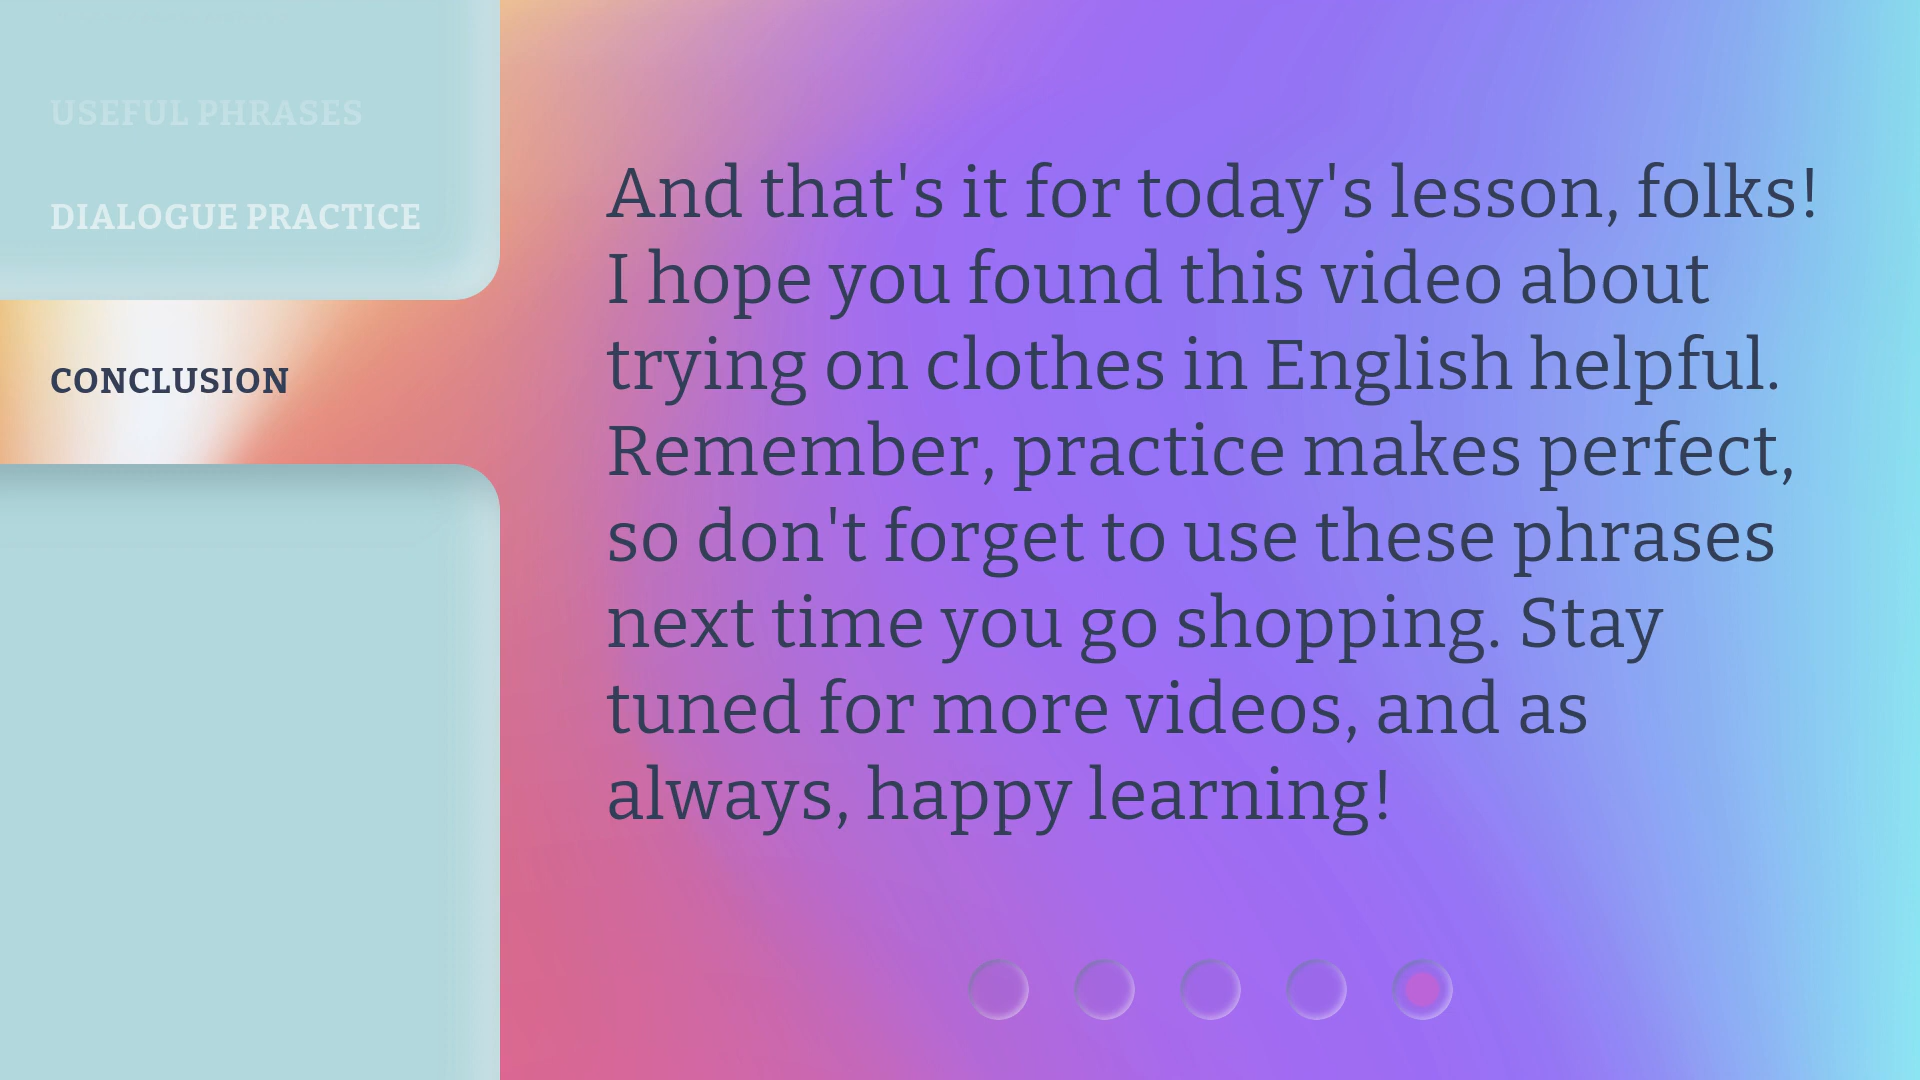 USEFUL PHRASES
DIALOGUE PRACTICE
CONCLUSION
And that's it for today's lesson, folks!
I hope you found this video about
trying on clothes in English helpful.
Remember, practice makes perfect,
so don't forget to use these phrases
next time you go shopping. Stay
tuned for more videos, and as
always, happy learning!